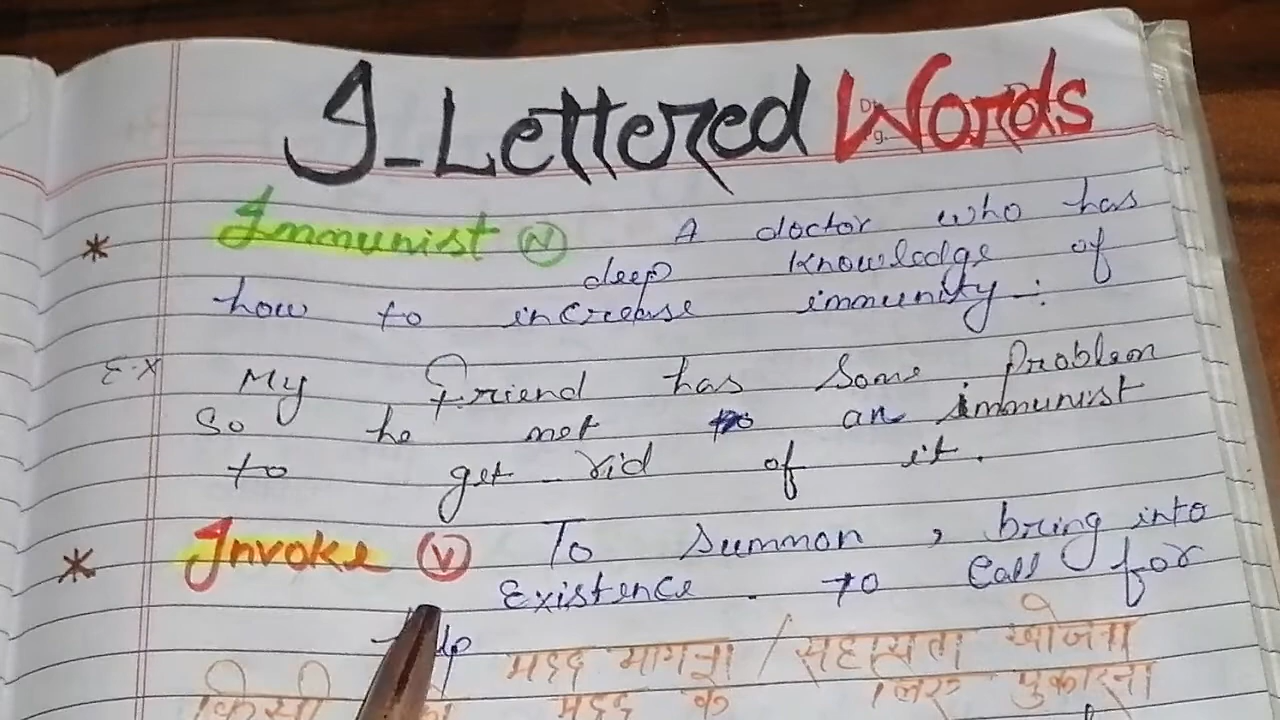 I-Lettered Words
* Immunist (N) A doctor who has
deep knowledge of
how to increase immunity :
E.X My friend has some problem
so he met to an immunist
to get rid of it.
* Invoke (V) To summon, bring into
Existence . to call for
मदद मांगना / सहायता खोजना
किसी मदद के लिए पुकारना